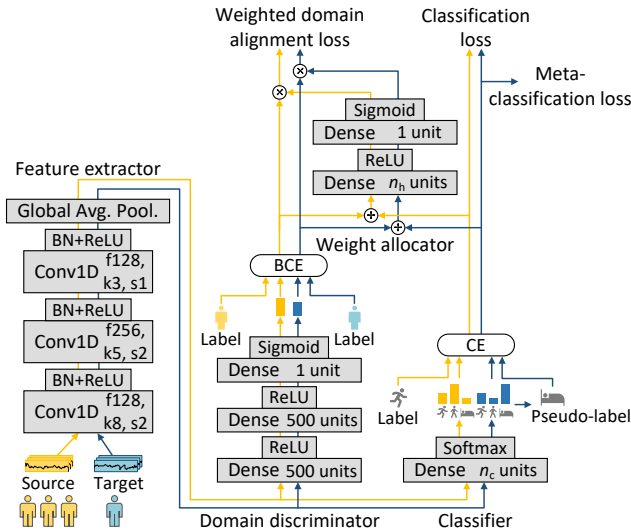 Weighted domain
alignment loss
Classification
loss
Meta-
classification loss
Sigmoid
Dense 1 unit
ReLU
Dense nh units
Weight allocator
Feature extractor
Global Avg. Pool.
BN+ReLU
Conv1D f128,
k3, s1
BN+ReLU
Conv1D f256,
k5, s2
BN+ReLU
Conv1D f128,
k8, s2
Source
Target
BCE
Label
Label
Sigmoid
Dense 1 unit
ReLU
Dense 500 units
ReLU
Dense 500 units
Domain discriminator
CE
Label
Pseudo-label
Softmax
Dense nc units
Classifier